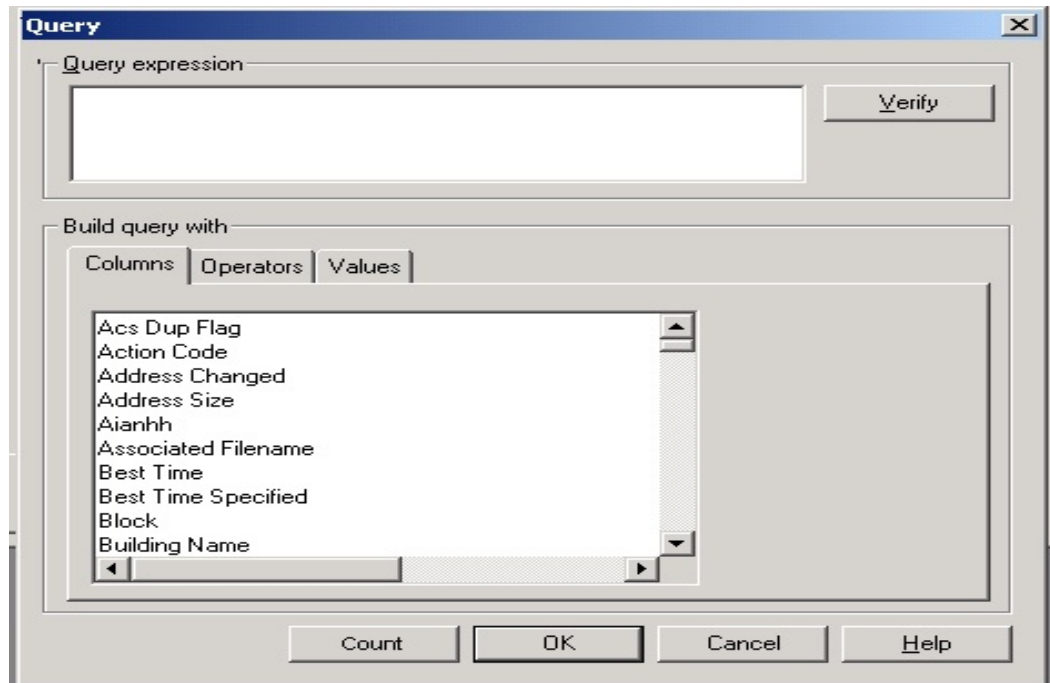 Query
Query expression
Verify
Build query with
Columns Operators Values
Acs Dup Flag
Action Code
Address Changed
Address Size
Aianhh
Associated Filename
Best Time
Best Time Specified
Block
Building Name
Count OK Cancel Help